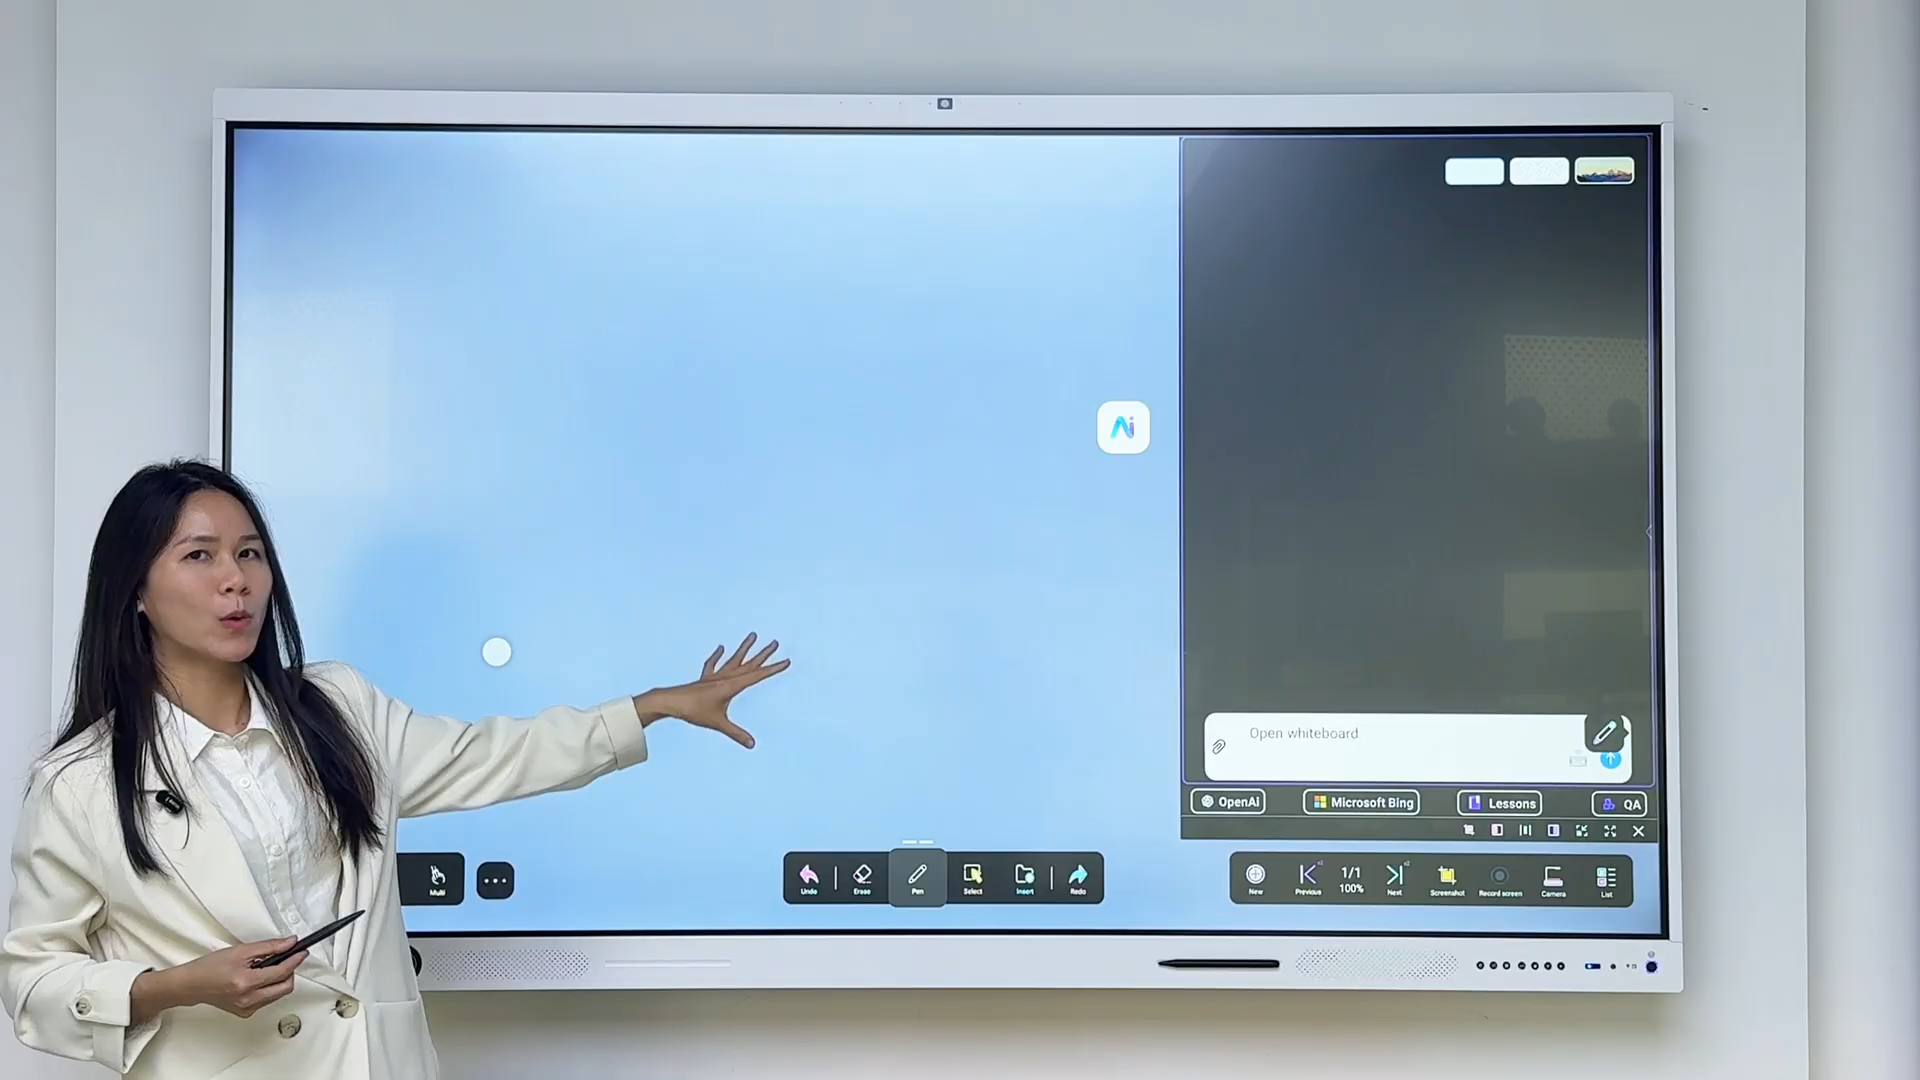 Ai
Open whiteboard
OpenAI
Microsoft Bing
Lessons
QA
Multi
Undo
Erase
Pen
Select
Insert
Redo
New
Previous
1/1
100%
Next
Screenshot
Record screen
Camera
List